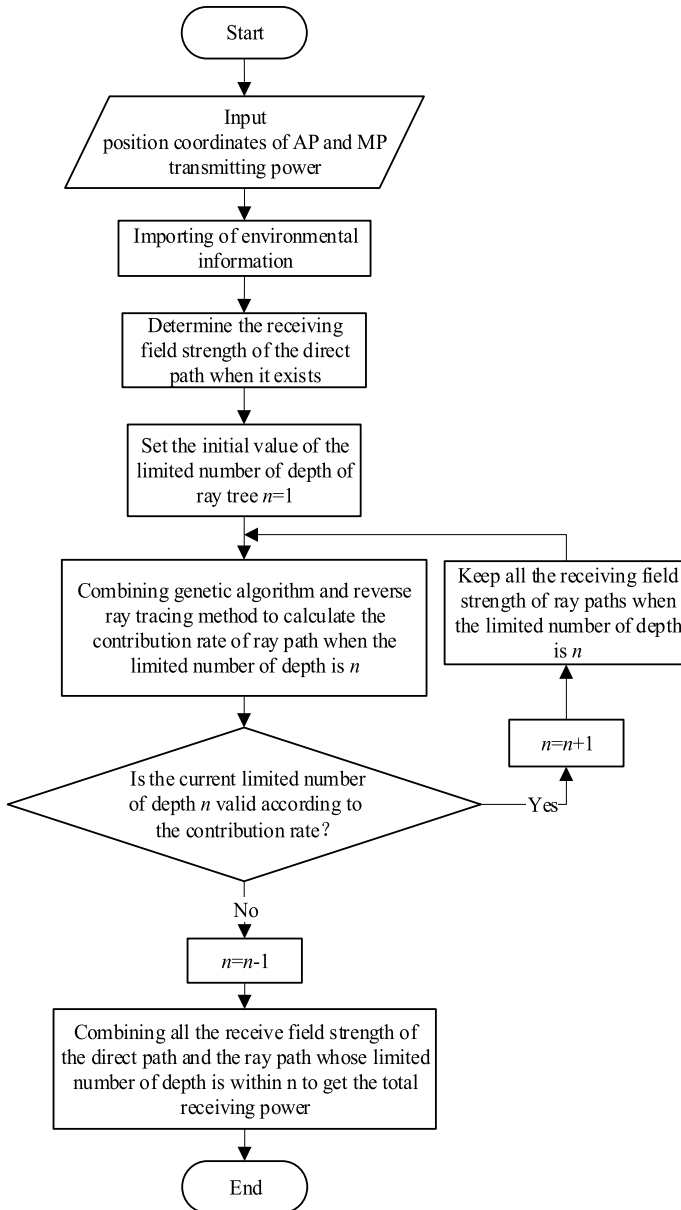 Start
Input
position coordinates of AP and MP
transmitting power
Importing of environmental
information
Determine the receiving
field strength of the direct
path when it exists
Set the initial value of the
limited number of depth of
ray tree n=1
Combining genetic algorithm and reverse
ray tracing method to calculate the
contribution rate of ray path when the
limited number of depth is n
Keep all the receiving field
strength of ray paths when
the limited number of depth
is n
n=n+1
Is the current limited number
of depth n valid according to
the contribution rate?
Yes
No
n=n-1
Combining all the receive field strength of
the direct path and the ray path whose limited
number of depth is within n to get the total
receiving power
End